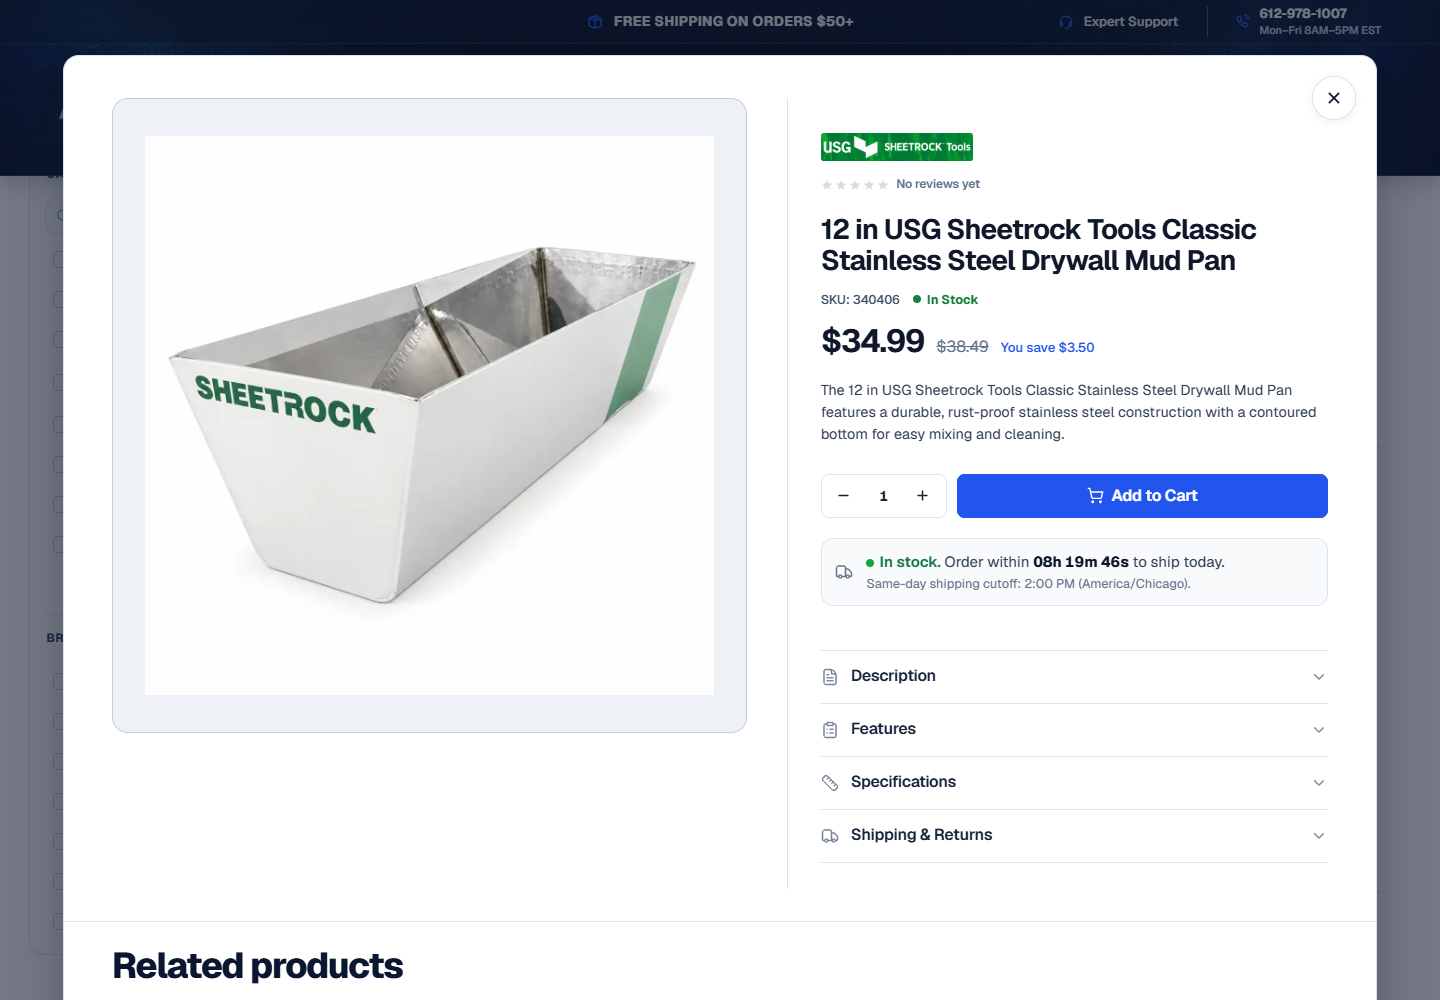 FREE SHIPPING ON ORDERS $50+
Expert Support
612-978-1007
Mon–Fri 8AM–5PM EST
USG SHEETROCK Tools
No reviews yet
12 in USG Sheetrock Tools Classic
Stainless Steel Drywall Mud Pan
SKU: 340406
In Stock
$34.99 $38.49 You save $3.50
The 12 in USG Sheetrock Tools Classic Stainless Steel Drywall Mud Pan
features a durable, rust-proof stainless steel construction with a contoured
bottom for easy mixing and cleaning.
1
Add to Cart
In stock. Order within 08h 19m 46s to ship today.
Same-day shipping cutoff: 2:00 PM (America/Chicago).
Description
Features
Specifications
Shipping & Returns
SHEETROCK
BR
Related products